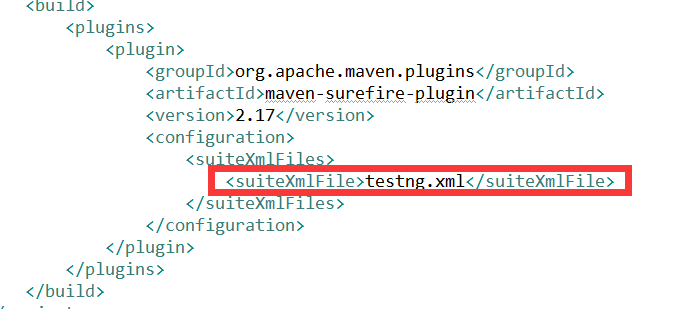 <build>
<plugins>
<plugin>
<groupId>org.apache.maven.plugins</groupId>
<artifactId>maven-surefire-plugin</artifactId>
<version>2.17</version>
<configuration>
<suiteXmlFiles>
<suiteXmlFile>testng.xml</suiteXmlFile>
</suiteXmlFiles>
</configuration>
</plugin>
</plugins>
</build>